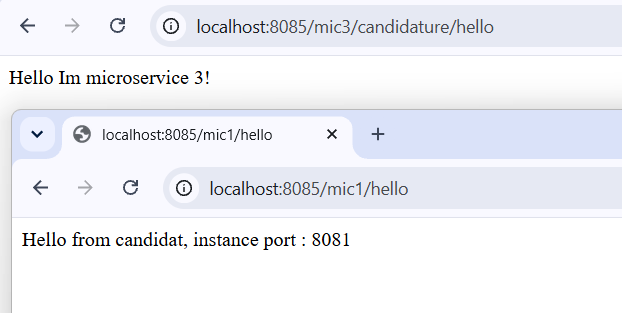 localhost:8085/mic3/candidature/hello
Hello Im microservice 3!
localhost:8085/mic1/hello
localhost:8085/mic1/hello
Hello from candidat, instance port : 8081